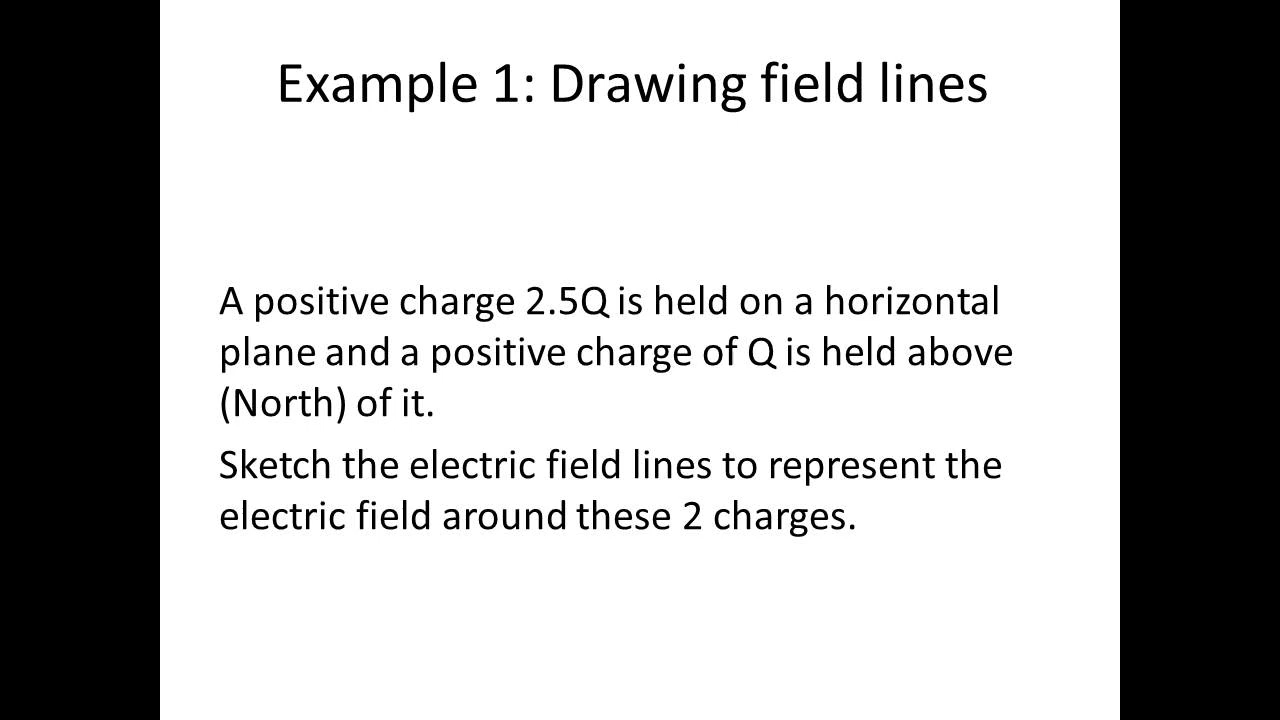 Example 1: Drawing field lines
A positive charge 2.5Q is held on a horizontal
plane and a positive charge of Q is held above
(North) of it.
Sketch the electric field lines to represent the
electric field around these 2 charges.